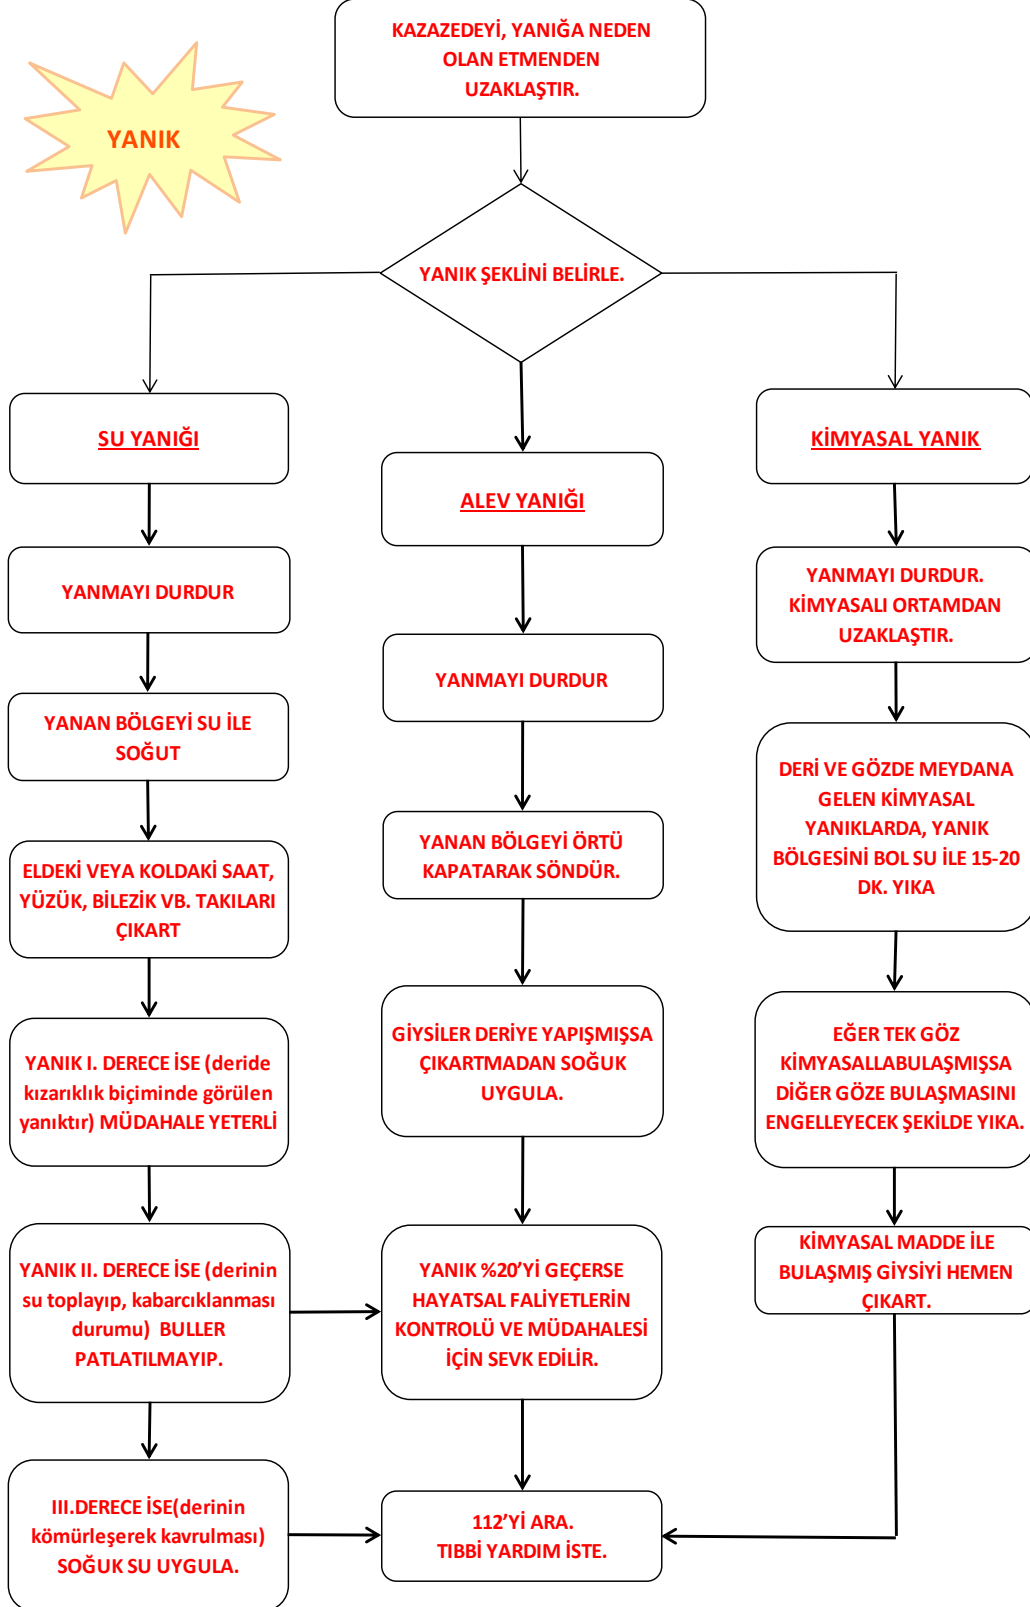 KAZAZEDEYİ, YANIĞA NEDEN
OLAN ETMENDEN
UZAKLAŞTIR.
YANIK
YANIK ŞEKLİNİ BELİRLE.
SU YANIĞI
YANMAYI DURDUR
YANAN BÖLGEYİ SU İLE
SOĞUT
ELDEKİ VEYA KOLDAKİ SAAT,
YÜZÜK, BİLEZİK VB. TAKILARI
ÇIKART
YANIK I. DERECE İSE (deride
kızarıklık biçiminde görülen
yanıktır) MÜDAHALE YETERLİ
YANIK II. DERECE İSE (derinin
su toplayıp, kabarcıklanması
durumu) BULLER
PATLATILMAYIP.
III.DERECE İSE(derinin
kömürleşerek kavrulması)
SOĞUK SU UYGULA.
ALEV YANIĞI
YANMAYI DURDUR
YANAN BÖLGEYİ ÖRTÜ
KAPATARAK SÖNDÜR.
GİYSİLER DERİYE YAPIŞMIŞSA
ÇIKARTMADAN SOĞUK
UYGULA.
YANIK %20’Yİ GEÇERSE
HAYATSAL FALİYETLERİN
KONTROLÜ VE MÜDAHALESİ
İÇİN SEVK EDİLİR.
112’Yİ ARA.
TIBBİ YARDIM İSTE.
KİMYASAL YANIK
YANMAYI DURDUR.
KİMYASALI ORTAMDAN
UZAKLAŞTIR.
DERİ VE GÖZDE MEYDANA
GELEN KİMYASAL
YANIKLARDA, YANIK
BÖLGESİNİ BOL SU İLE 15-20
DK. YIKA
EĞER TEK GÖZ
KİMYASALLABULAŞMIŞSA
DİĞER GÖZE BULAŞMASINI
ENGELLEYECEK ŞEKİLDE YIKA.
KİMYASAL MADDE İLE
BULAŞMIŞ GİYSİYİ HEMEN
ÇIKART.